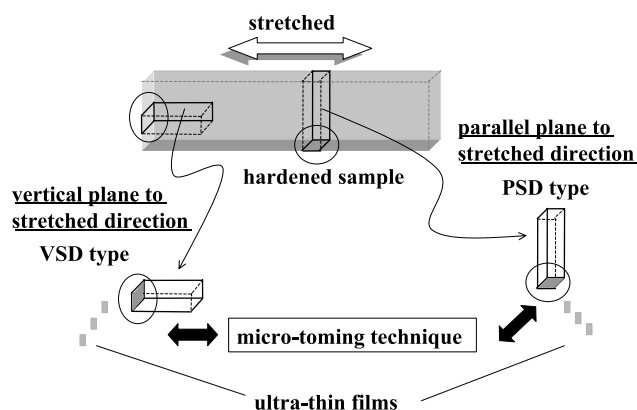 stretched
parallel plane to
stretched direction
PSD type
hardened sample
vertical plane to
stretched direction
VSD type
micro-toming technique
ultra-thin films